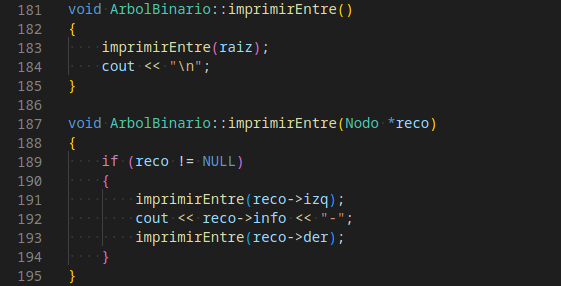 181 void ArbolBinario::imprimirEntre()
182 {
183     imprimirEntre(raiz);
184     cout << "\n";
185 }
186
187 void ArbolBinario::imprimirEntre(Nodo *reco)
188 {
189     if (reco != NULL)
190     {
191         imprimirEntre(reco->izq);
192         cout << reco->info << "-";
193         imprimirEntre(reco->der);
194     }
195 }